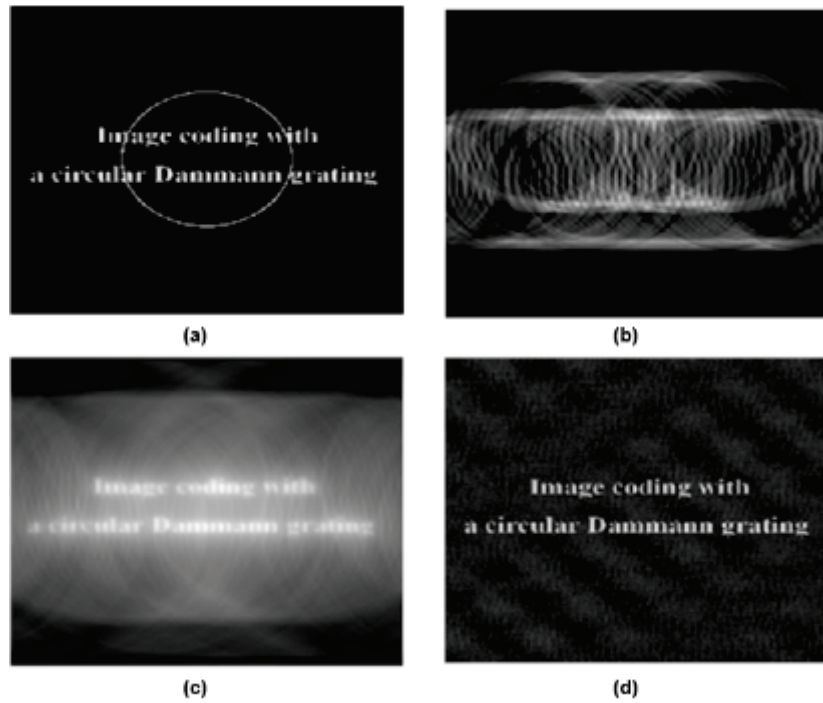 Image coding with
a circular Dammann grating
(a)
(b)
Image coding with
a circular Dammann grating
(c)
Image coding with
a circular Dammann grating
(d)